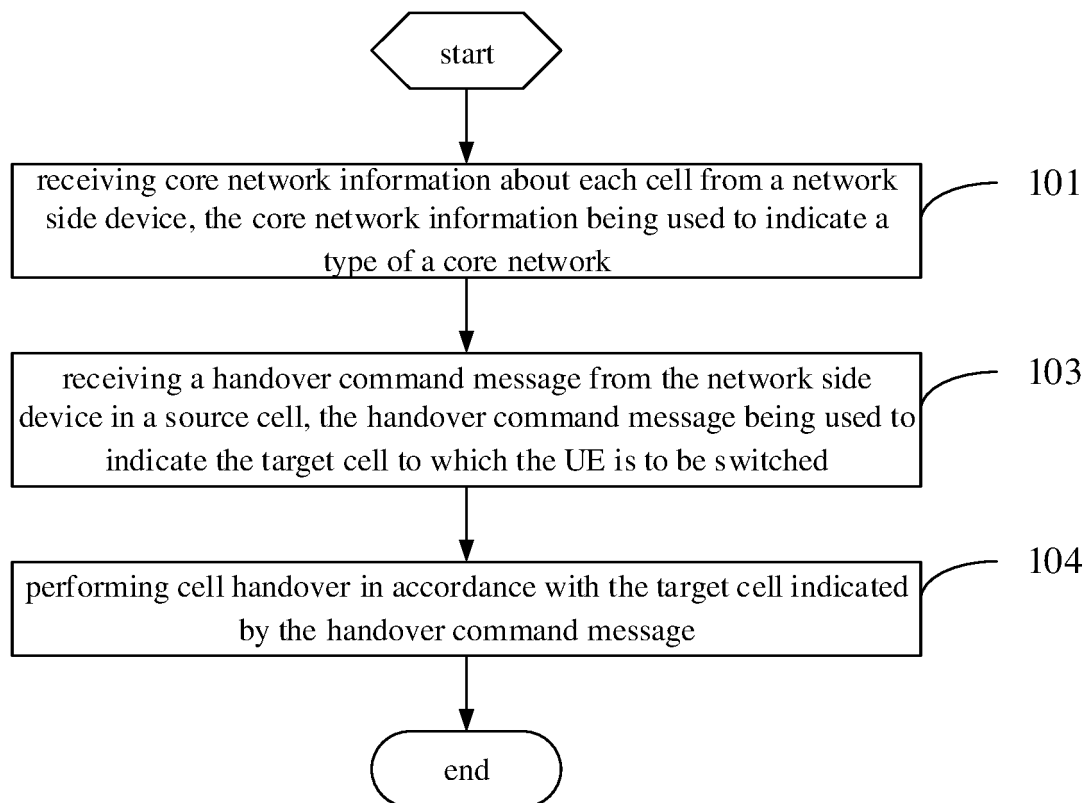 start
receiving core network information about each cell from a network
side device, the core network information being used to indicate a
type of a core network
101
receiving a handover command message from the network side
device in a source cell, the handover command message being used to
indicate the target cell to which the UE is to be switched
103
performing cell handover in accordance with the target cell indicated
by the handover command message
104
end